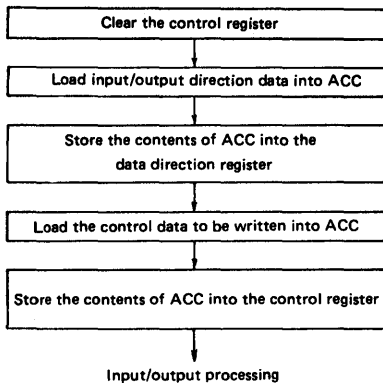 Clear the control register
Load input/output direction data into ACC
Store the contents of ACC into the
data direction register
Load the control data to be written into ACC
Store the contents of ACC into the control register
Input/output processing